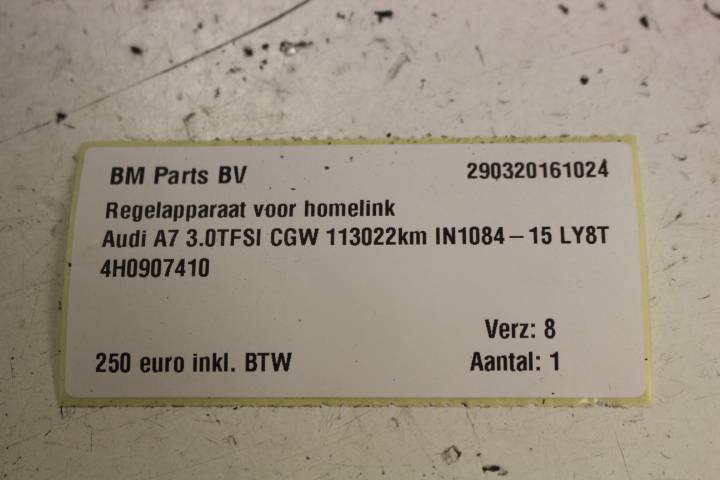 BM Parts BV 290320161024
Regelapparaat voor homelink
Audi A7 3.0TFSI CGW 113022km IN1084-15 LY8T
4H0907410
Verz: 8
250 euro inkl. BTW Aantal: 1